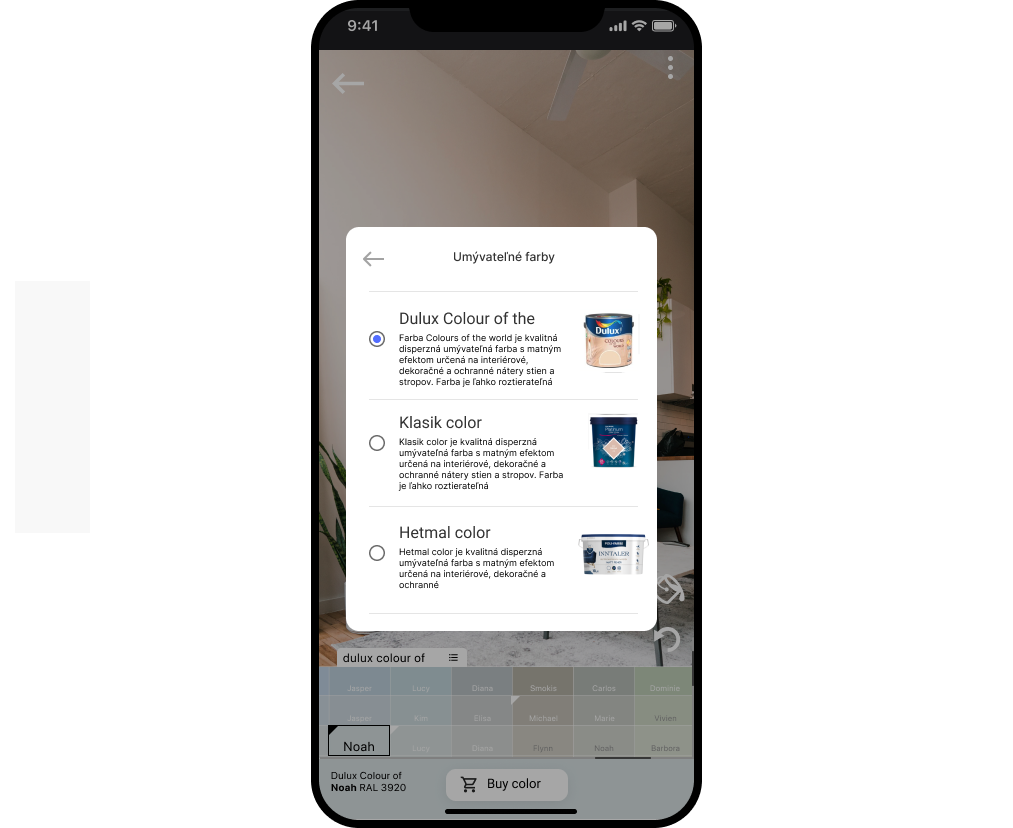 9:41
Umývateľné farby
Dulux Colour of the
Farba Colours of the world je kvalitná
disperzná umývateľná farba s matným
efektom určená na interiérové,
dekoračné a ochranné nátery stien a
stropov. Farba je ľahko roztierateľná
Dulux
COLOURS
Klasik color
Klasik color je kvalitná disperzná
umývateľná farba s matným efektom
určená na interiérové, dekoračné a
ochranné nátery stien a stropov. Farba
je ľahko roztierateľná
Platinum
Hetmal color
Hetmal color je kvalitná disperzná
umývateľná farba s matným efektom
určená na interiérové, dekoračné a
ochranné
INNTALER
dulux colour of
Jasper Lucy Diana Smokis Carlos Dominie
Jasper Kim Elisa Michael Marie Vivien
Noah Lucy Diana Flynn Noah Barbora
Dulux Colour of
Noah RAL 3920
Buy color